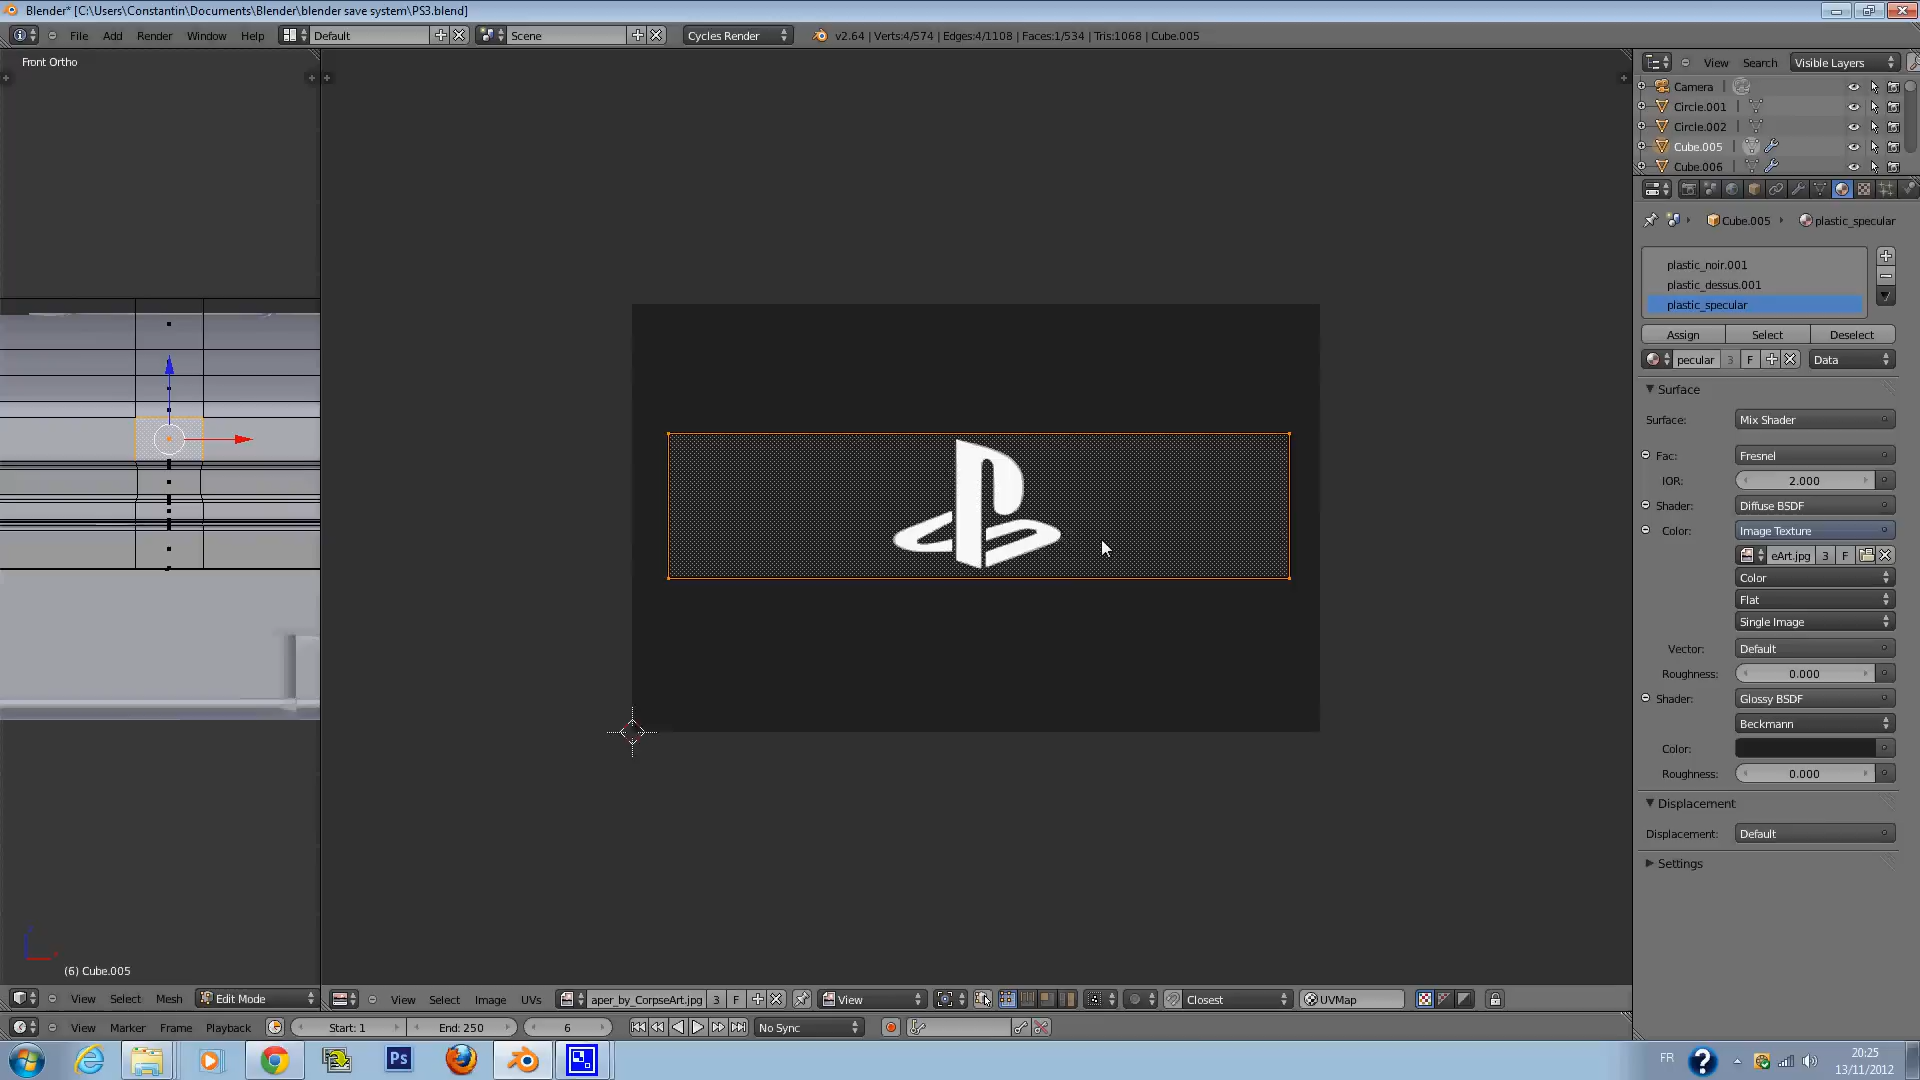 Blender* [C:\Users\Constantin\Documents\Blender\blender save system\PS3.blend]
File Add Render Window Help Default Scene Cycles Render v2.64 | Verts:4/574 | Edges:4/1108 | Faces:1/534 | Tris:1068 | Cube.005
Front Ortho
View Search Visible Layers
Camera
Circle.001
Circle.002
Cube.005
Cube.006
Cube.005 plastic_specular
plastic_noir.001
plastic_dessus.001
plastic_specular
Assign Select Deselect
pecular 3 F Data
Surface
Surface: Mix Shader
Fac: Fresnel
IOR: 2.000
Shader: Diffuse BSDF
Color: Image Texture
eArt.jpg 3 F
Color
Flat
Single Image
Vector: Default
Roughness: 0.000
Shader: Glossy BSDF
Beckmann
Color:
Roughness: 0.000
Displacement
Displacement: Default
Settings
(6) Cube.005
View Select Mesh Edit Mode
View Select Image UVs aper_by_CorpseArt.jpg 3 F View Closest UVMap
View Marker Frame Playback Start: 1 End: 250 6 No Sync
Ps
FR
20:25
13/11/2012